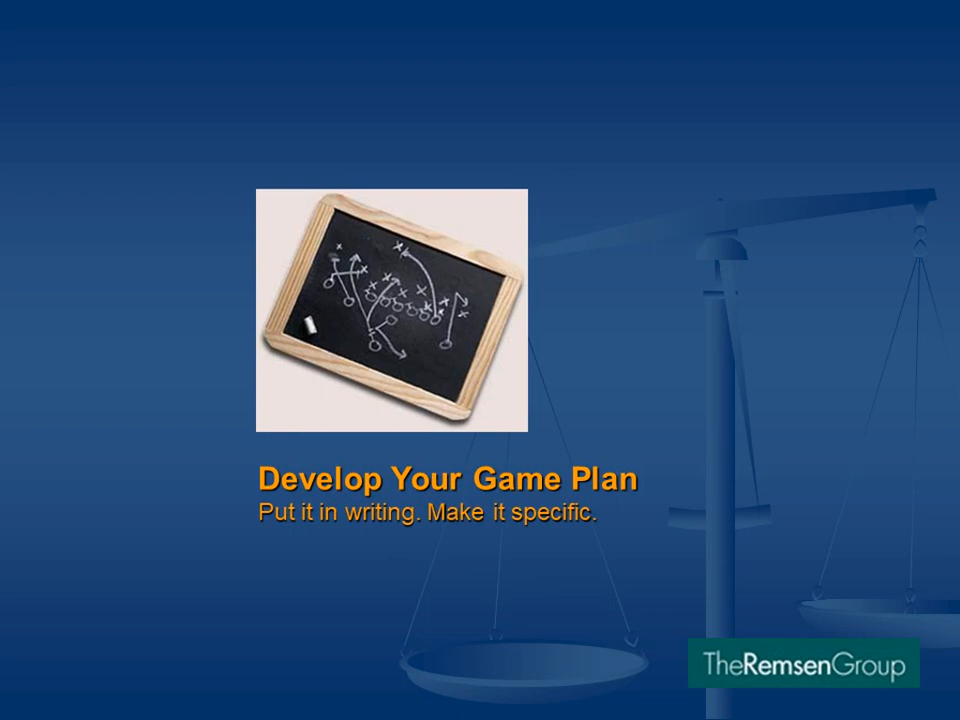 Develop Your Game Plan
Put it in writing. Make it specific.
TheRemsenGroup